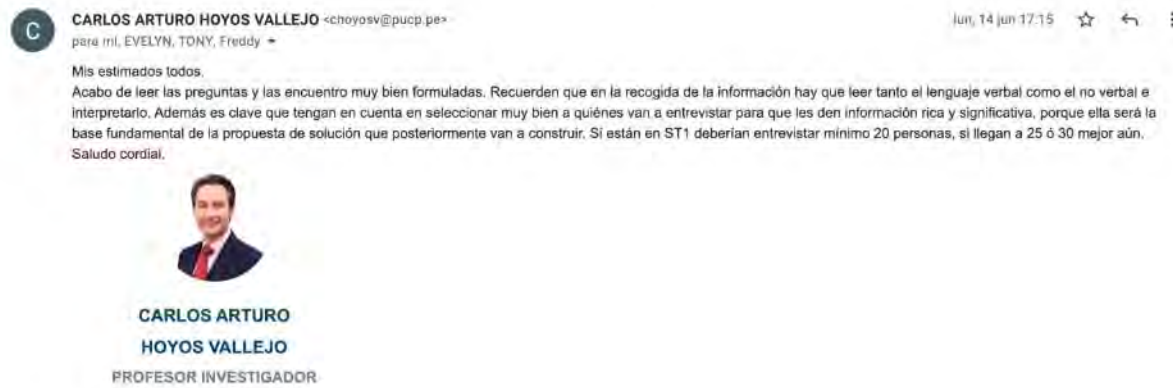 C
CARLOS ARTURO HOYOS VALLEJO <choyosv@pucp.pe>
lun, 14 jun 17:15
para mí, EVELYN, TONY, Freddy
Mis estimados todos.
Acabo de leer las preguntas y las encuentro muy bien formuladas. Recuerden que en la recogida de la información hay que leer tanto el lenguaje verbal como el no verbal e
interpretarlo. Además es clave que tengan en cuenta en seleccionar muy bien a quiénes van a entrevistar para que les den información rica y significativa, porque ella será la
base fundamental de la propuesta de solución que posteriormente van a construir. Si están en ST1 deberían entrevistar mínimo 20 personas, si llegan a 25 ó 30 mejor aún.
Saludo cordial,
CARLOS ARTURO
HOYOS VALLEJO
PROFESOR INVESTIGADOR